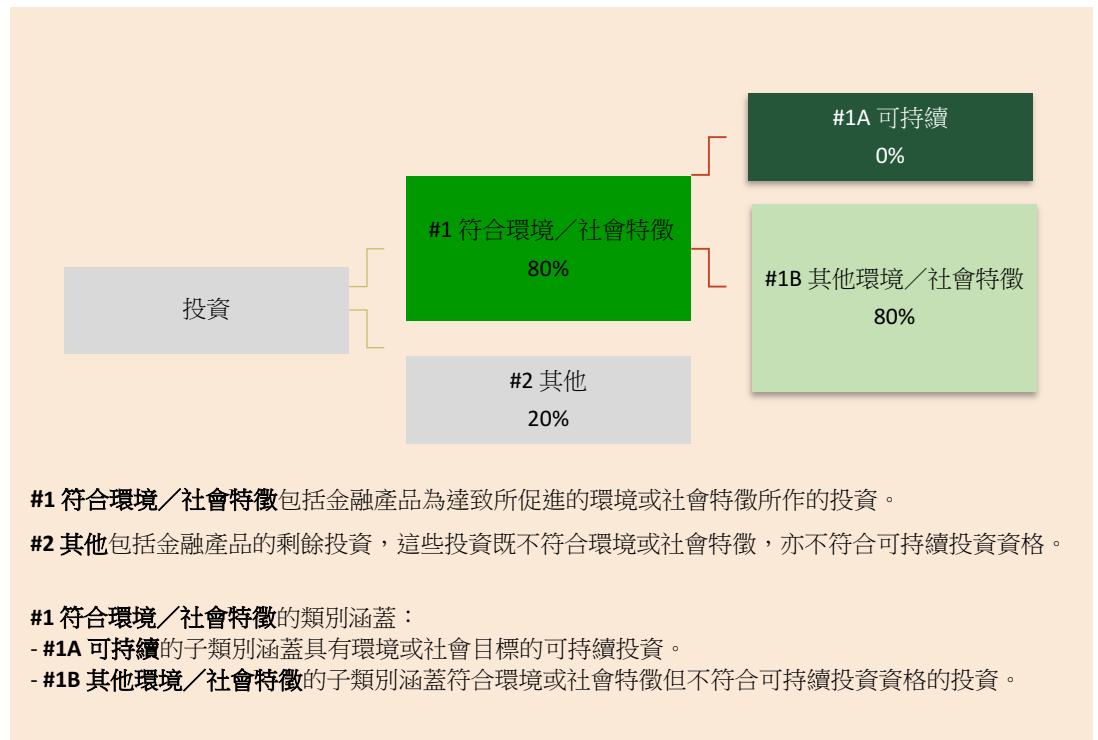 #1A 可持續
0%
#1 符合環境／社會特徵
80%
#1B 其他環境／社會特徵
80%
投資
#2 其他
20%
#1 符合環境／社會特徵包括金融產品為達致所促進的環境或社會特徵所作的投資。
#2 其他包括金融產品的剩餘投資，這些投資既不符合環境或社會特徵，亦不符合可持續投資資格。
#1 符合環境／社會特徵的類別涵蓋：
- #1A 可持續的子類別涵蓋具有環境或社會目標的可持續投資。
- #1B 其他環境／社會特徵的子類別涵蓋符合環境或社會特徵但不符合可持續投資資格的投資。